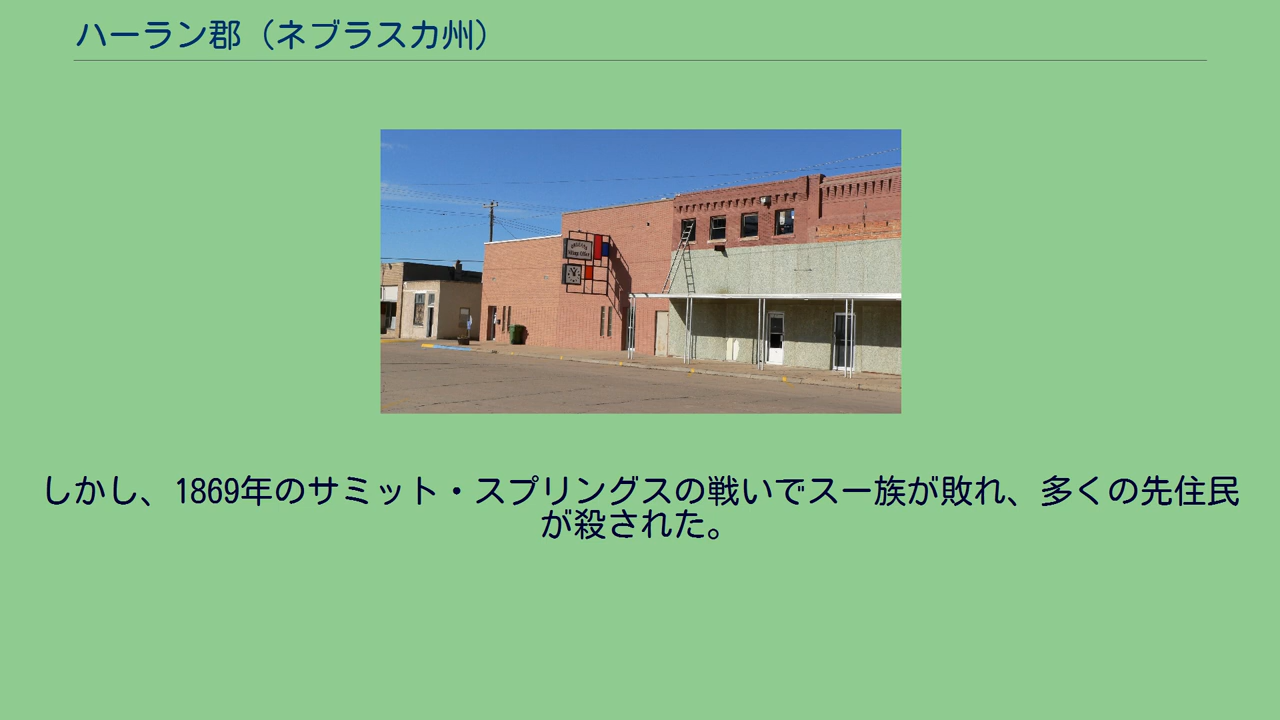 ハーラン郡（ネブラスカ州）
しかし、1869年のサミット・スプリングスの戦いでスー族が敗れ、多くの先住民
が殺された。